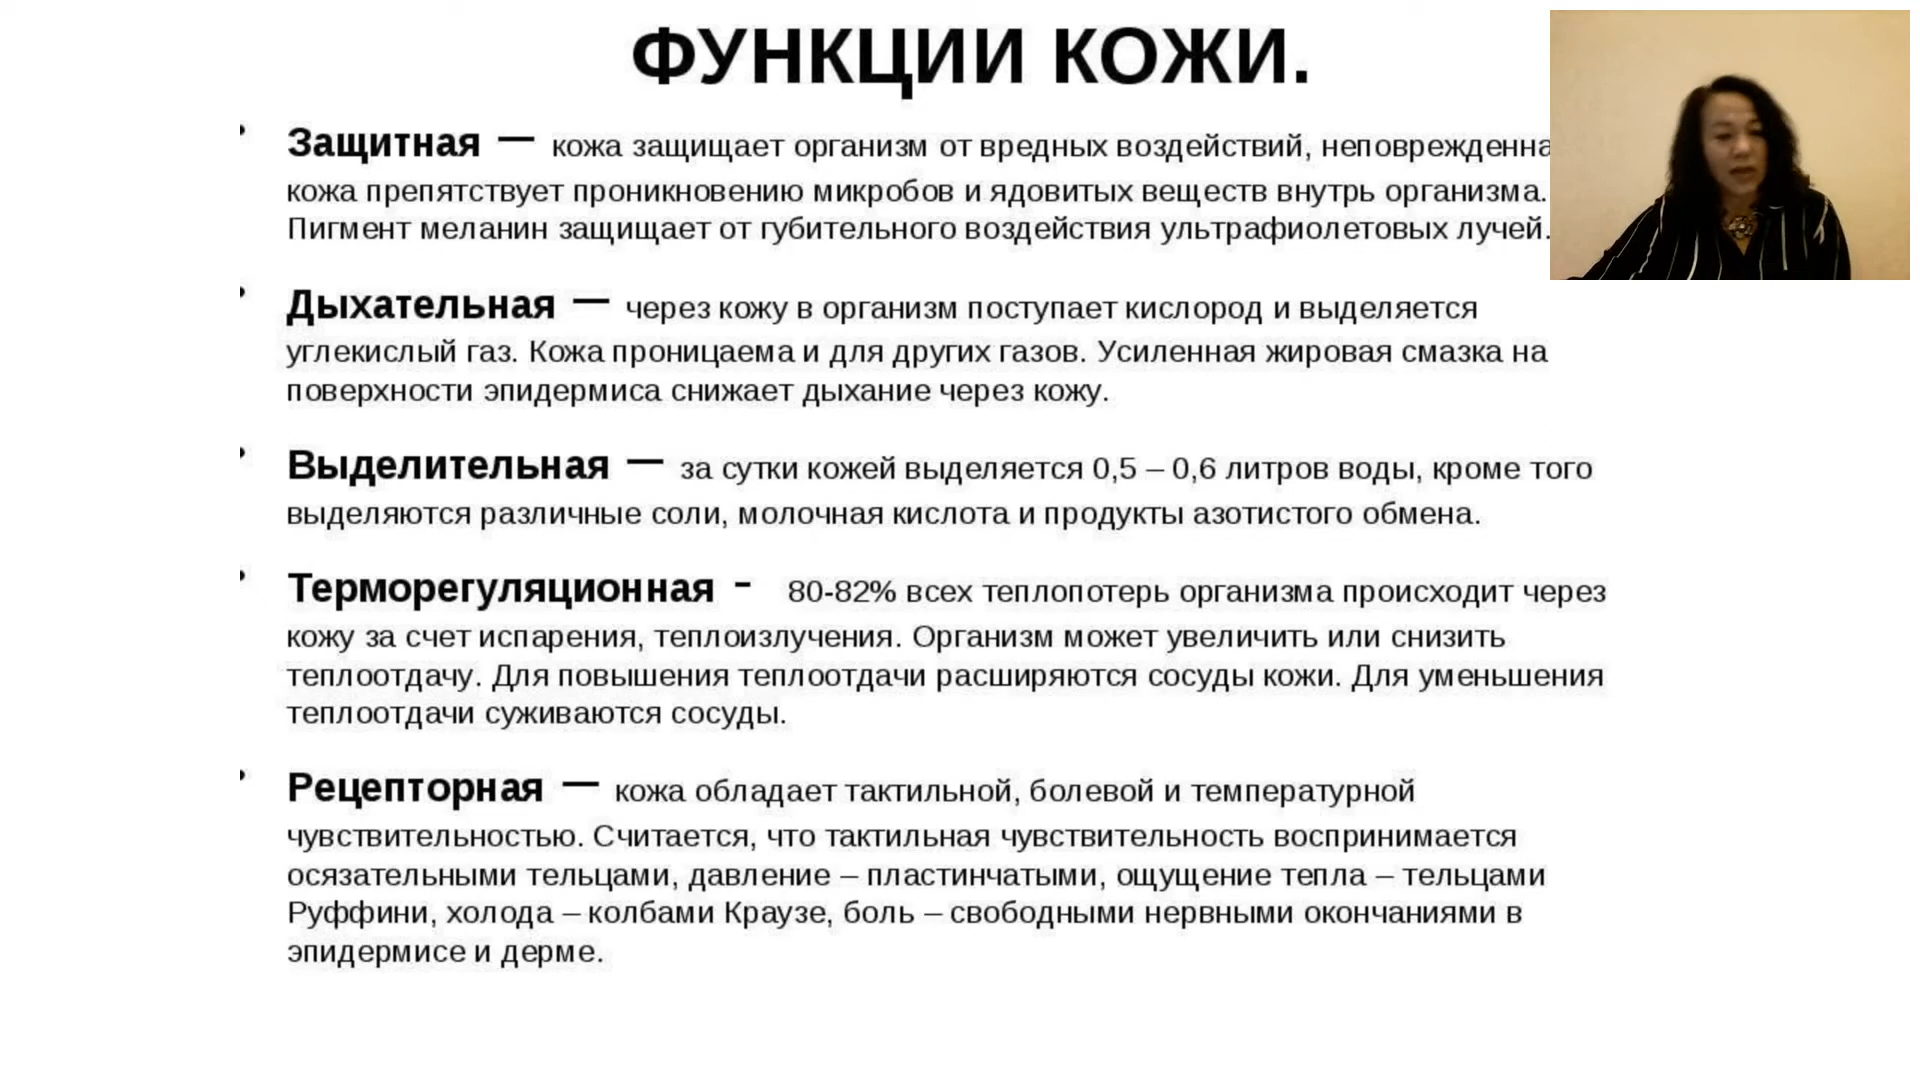 ФУНКЦИИ КОЖИ.
Защитная — кожа защищает организм от вредных воздействий, неповрежденна
кожа препятствует проникновению микробов и ядовитых веществ внутрь организма.
Пигмент меланин защищает от губительного воздействия ультрафиолетовых лучей.
Дыхательная — через кожу в организм поступает кислород и выделяется
углекислый газ. Кожа проницаема и для других газов. Усиленная жировая смазка на
поверхности эпидермиса снижает дыхание через кожу.
Выделительная — за сутки кожей выделяется 0,5 – 0,6 литров воды, кроме того
выделяются различные соли, молочная кислота и продукты азотистого обмена.
Терморегуляционная - 80-82% всех теплопотерь организма происходит через
кожу за счет испарения, теплоизлучения. Организм может увеличить или снизить
теплоотдачу. Для повышения теплоотдачи расширяются сосуды кожи. Для уменьшения
теплоотдачи суживаются сосуды.
Рецепторная — кожа обладает тактильной, болевой и температурной
чувствительностью. Считается, что тактильная чувствительность воспринимается
осязательными тельцами, давление – пластинчатыми, ощущение тепла – тельцами
Руффини, холода – колбами Краузе, боль – свободными нервными окончаниями в
эпидермисе и дерме.